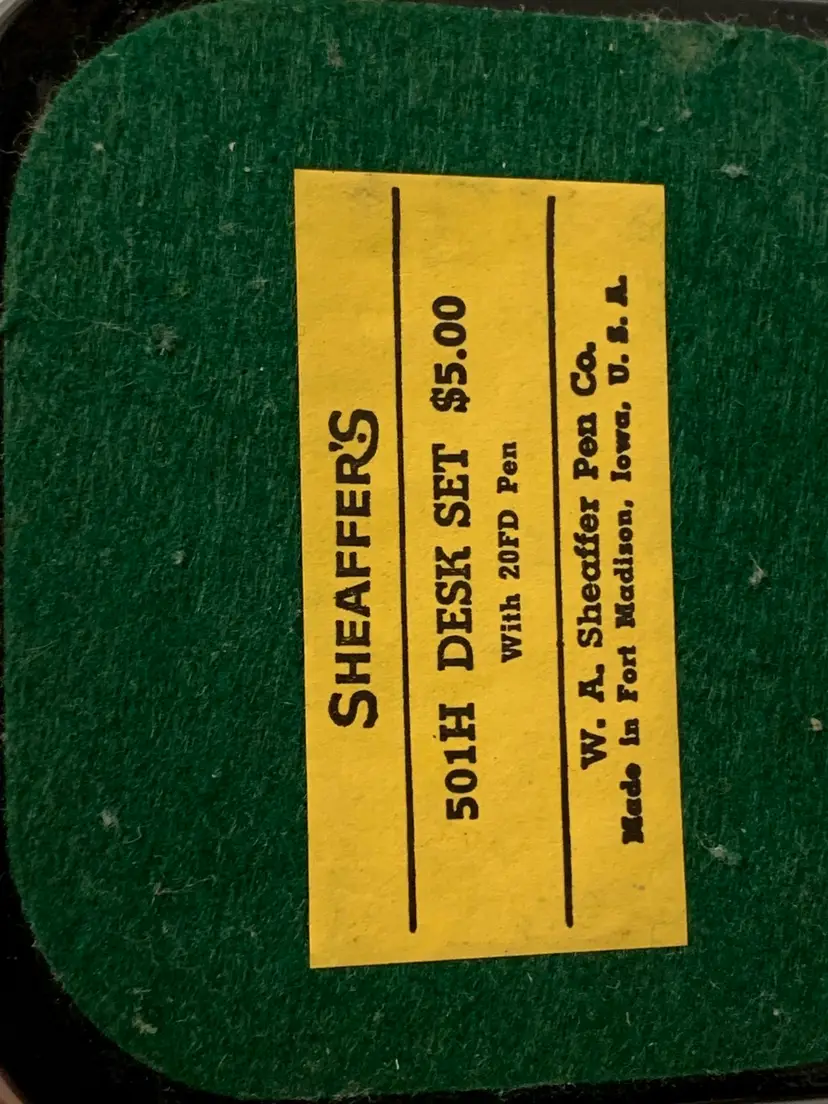 SHEAFFER'S
501H DESK SET $5.00
With 20FD Pen
W. A. Sheaffer Pen Co.
Made in Fort Madison, Iowa, U. S. A.